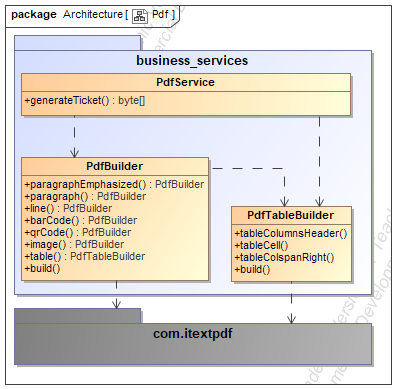 package Architecture[ Pdf ]
business_services
PdfService
+generateTicket() : byte[]
PdfBuilder
+paragraphEmphasized() : PdfBuilder
+paragraph() : PdfBuilder
+line() : PdfBuilder
+barCode() : PdfBuilder
+qrCode() : PdfBuilder
+image() : PdfBuilder
+table() : PdfTableBuilder
+build()
PdfTableBuilder
+tableColumnsHeader()
+tableCell()
+tableColspanRight()
+build()
com.itextpdf